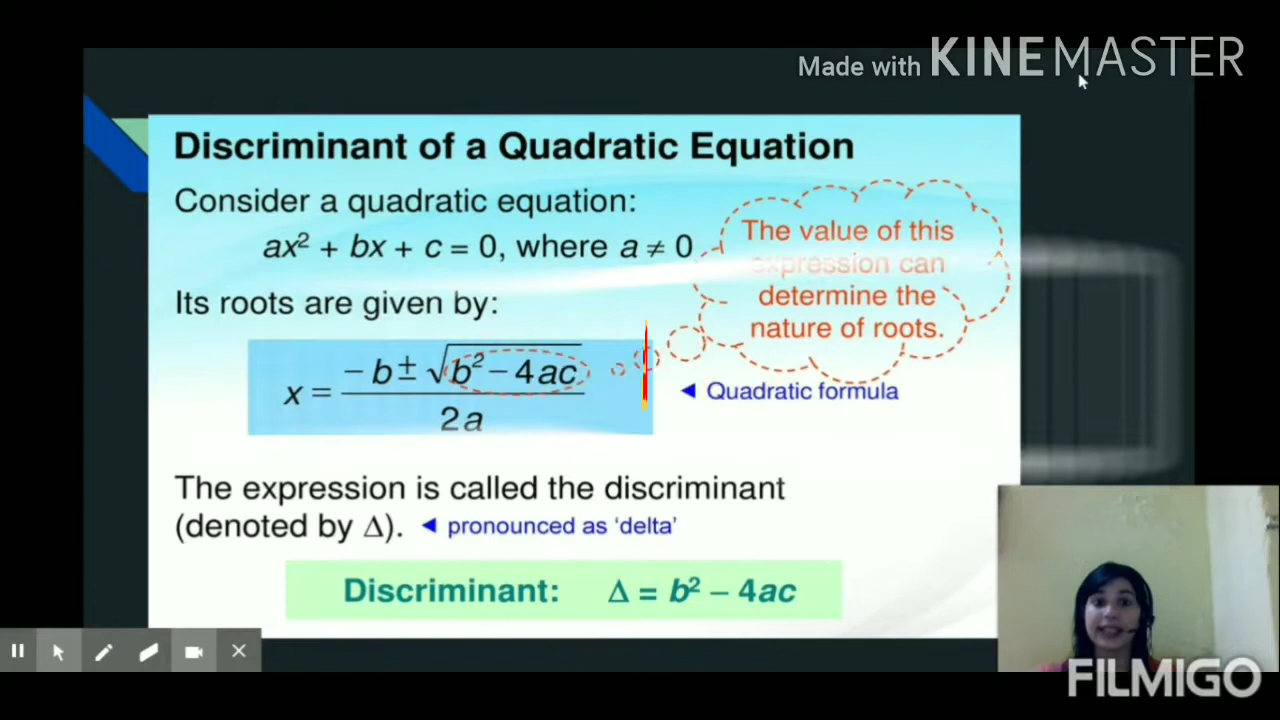 Made with KINEMASTER
Discriminant of a Quadratic Equation
Consider a quadratic equation:
ax² + bx + c = 0, where a ≠ 0
The value of this
expression can
determine the
nature of roots.
Its roots are given by:
x = (−b ± √(b² − 4ac)) / 2a
◄ Quadratic formula
The expression is called the discriminant
(denoted by Δ). ◄ pronounced as ‘delta’
Discriminant: Δ = b² – 4ac
FILMIGO